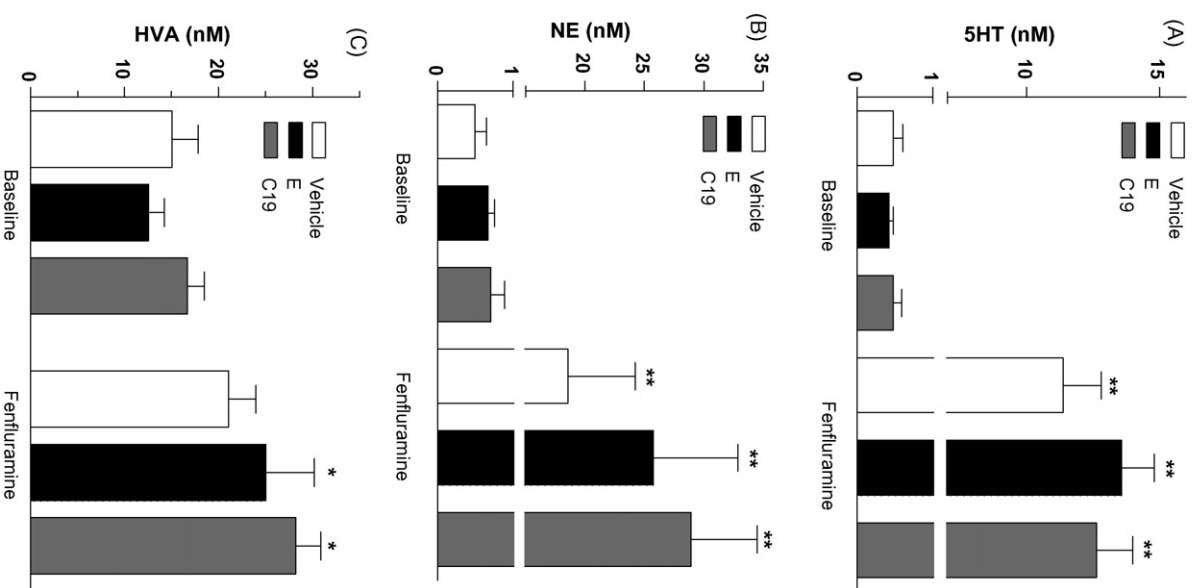 (A)
5HT (nM)
15
10
1
0
Vehicle
E
C19
**
**
**
Baseline
Fenfluramine
(B)
NE (nM)
35
30
25
20
1
0
Vehicle
E
C19
**
**
**
Baseline
Fenfluramine
(C)
HVA (nM)
30
20
10
0
Vehicle
E
C19
*
*
Baseline
Fenfluramine